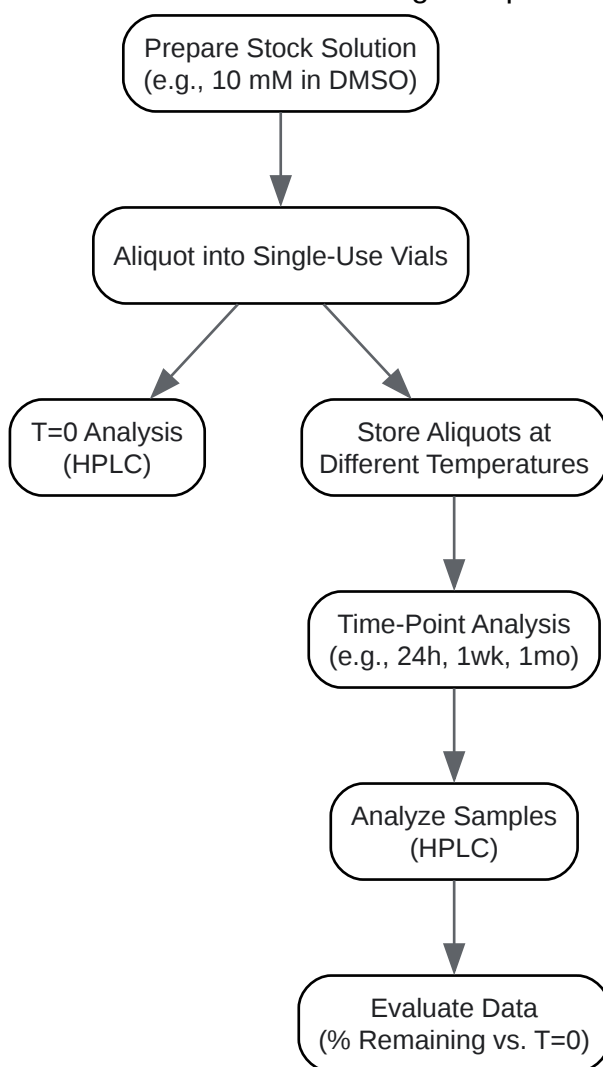 Prepare Stock Solution
(e.g., 10 mM in DMSO)
Aliquot into Single-Use Vials
T=0 Analysis
(HPLC)
Store Aliquots at
Different Temperatures
Time-Point Analysis
(e.g., 24h, 1wk, 1mo)
Analyze Samples
(HPLC)
Evaluate Data
(% Remaining vs. T=0)